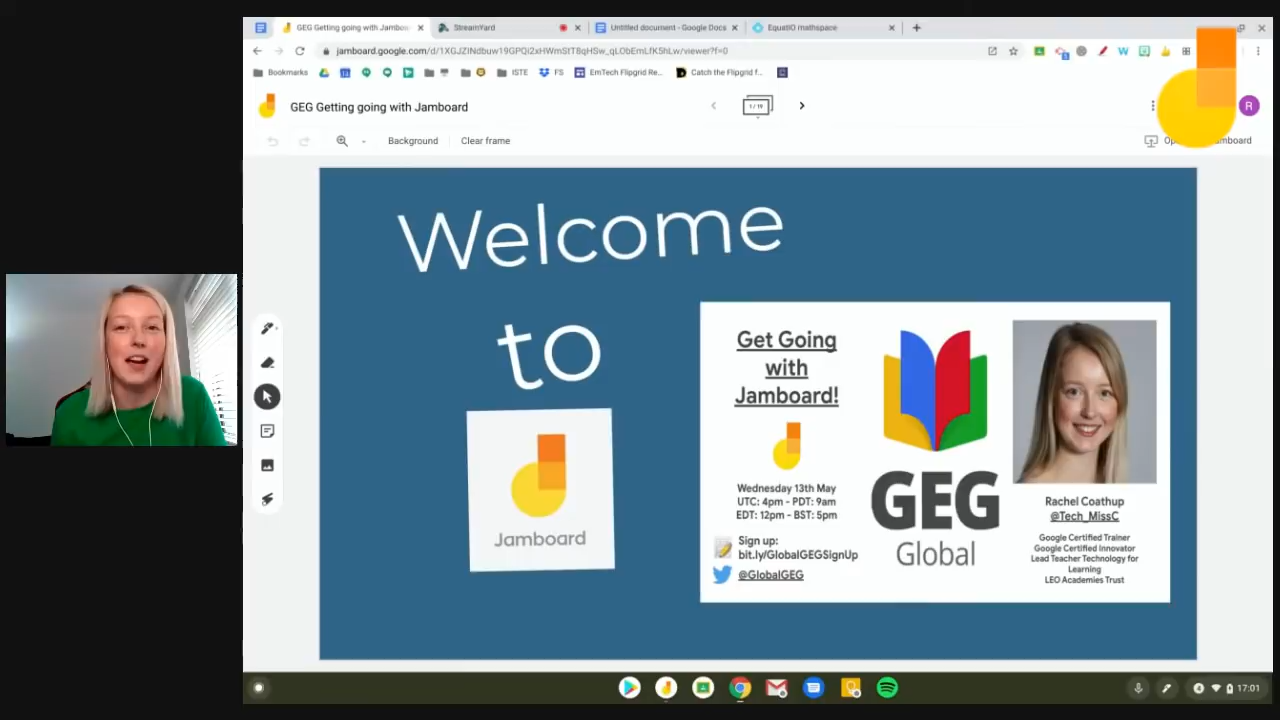 GEG Getting going with Jamboa
StreamYard
Untitled document - Google Docs
EquatIO mathspace
jamboard.google.com/d/1XGJZINdbuw19GPQi2xHWmStT8qHSw_qLObEmLfK5hLw/viewer?f=0
Bookmarks
ISTE
FS
EmTech Flipgrid Re...
Catch the Flipgrid f...
GEG Getting going with Jamboard
1 / 19
R
Background
Clear frame
Welcome
to
Jamboard
Get Going
with
Jamboard!
Wednesday 13th May
UTC: 4pm - PDT: 9am
EDT: 12pm - BST: 5pm
Sign up:
bit.ly/GlobalGEGSignUp
@GlobalGEG
GEG
Global
Rachel Coathup
@Tech_MissC
Google Certified Trainer
Google Certified Innovator
Lead Teacher Technology for
Learning
LEO Academies Trust
17:01